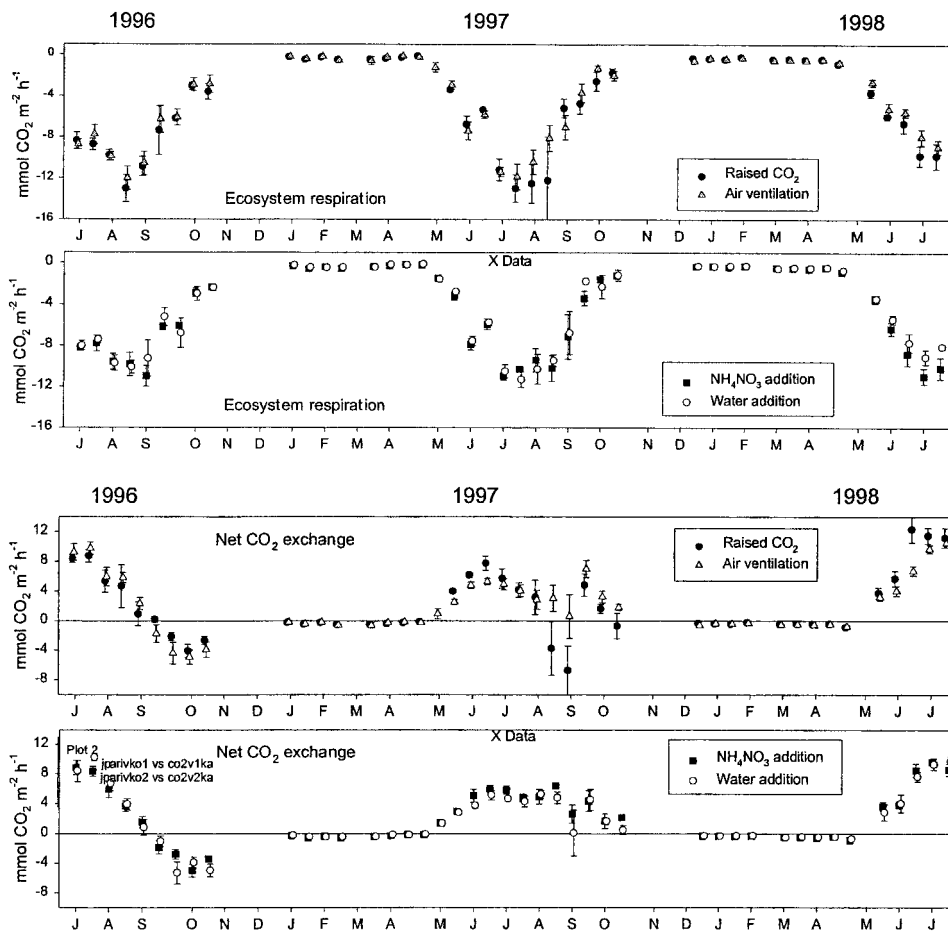 1996 1997 1998
0
-4
-8
-12
-16
mmol CO2 m-2 h-1
Raised CO2
Air ventilation
Ecosystem respiration
J J A S O N D J F M A M J J A S O N D J F M A M J J
X Data
0
-4
-8
-12
-16
mmol CO2 m-2 h-1
NH4NO3 addition
Water addition
Ecosystem respiration
J J A S O N D J F M A M J J A S O N D J F M A M J J
1996 1997 1998
12
8
4
0
-4
-8
mmol CO2 m-2 h-1
Net CO2 exchange
Raised CO2
Air ventilation
J J A S O N D J F M A M J J A S O N D J F M A M J J
X Data
12
8
4
0
-4
-8
mmol CO2 m-2 h-1
Plot 2
jparivko1 vs co2v1ka
jparivko2 vs co2v2ka
Net CO2 exchange
NH4NO3 addition
Water addition
J J A S O N D J F M A M J J A S O N D J F M A M J J